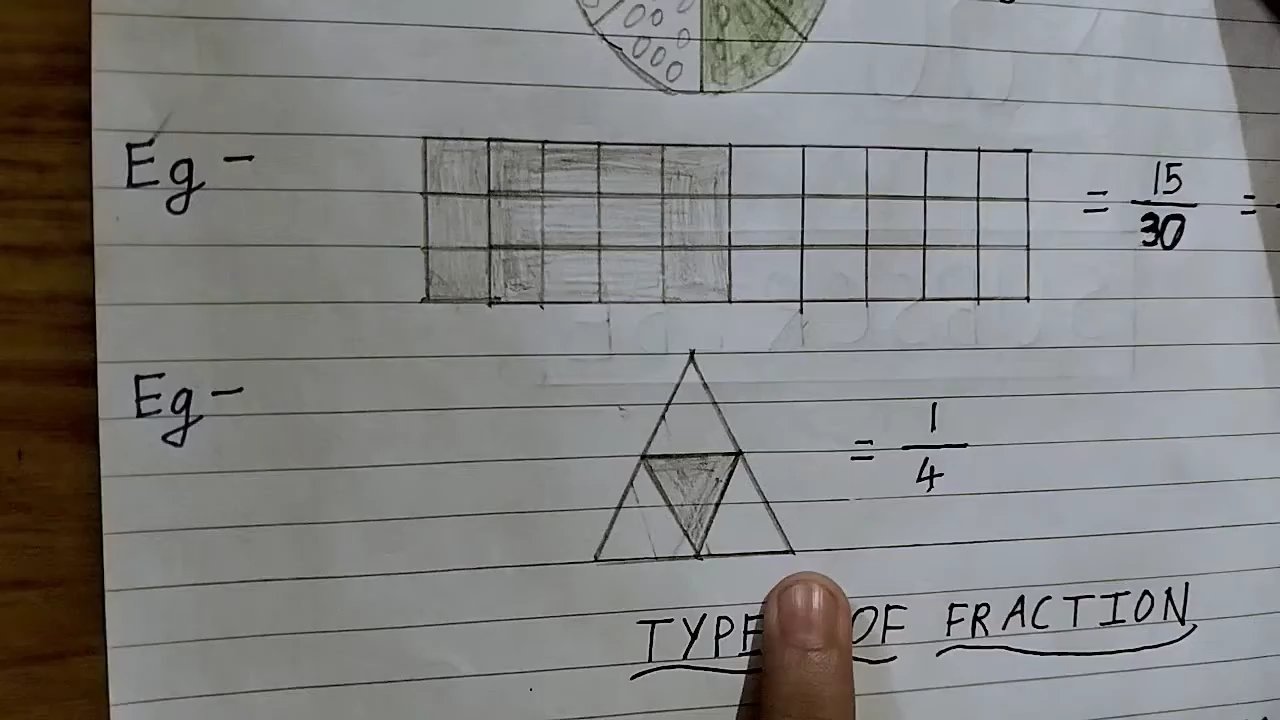 Eg - = 15/30 =
Eg - = 1/4
TYPE OF FRACTION